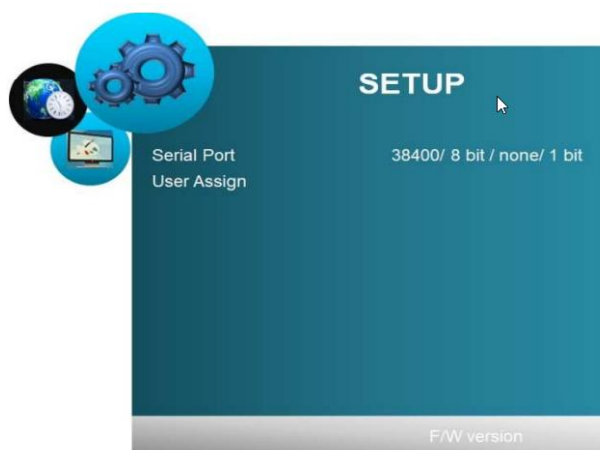 SETUP
Serial Port 38400/ 8 bit / none/ 1 bit
User Assign
F/W version